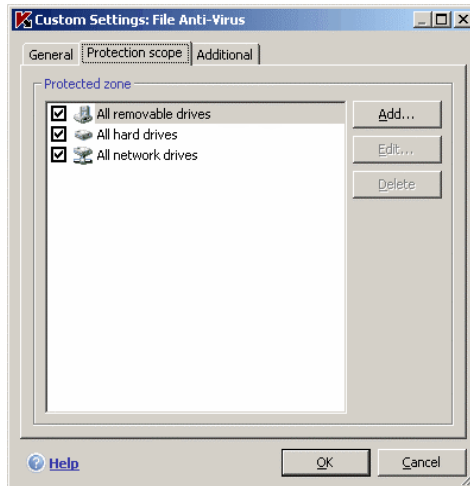 Custom Settings: File Anti-Virus
General Protection scope Additional
Protected zone
All removable drives
Add...
All hard drives
Edit...
All network drives
Delete
Help
OK
Cancel